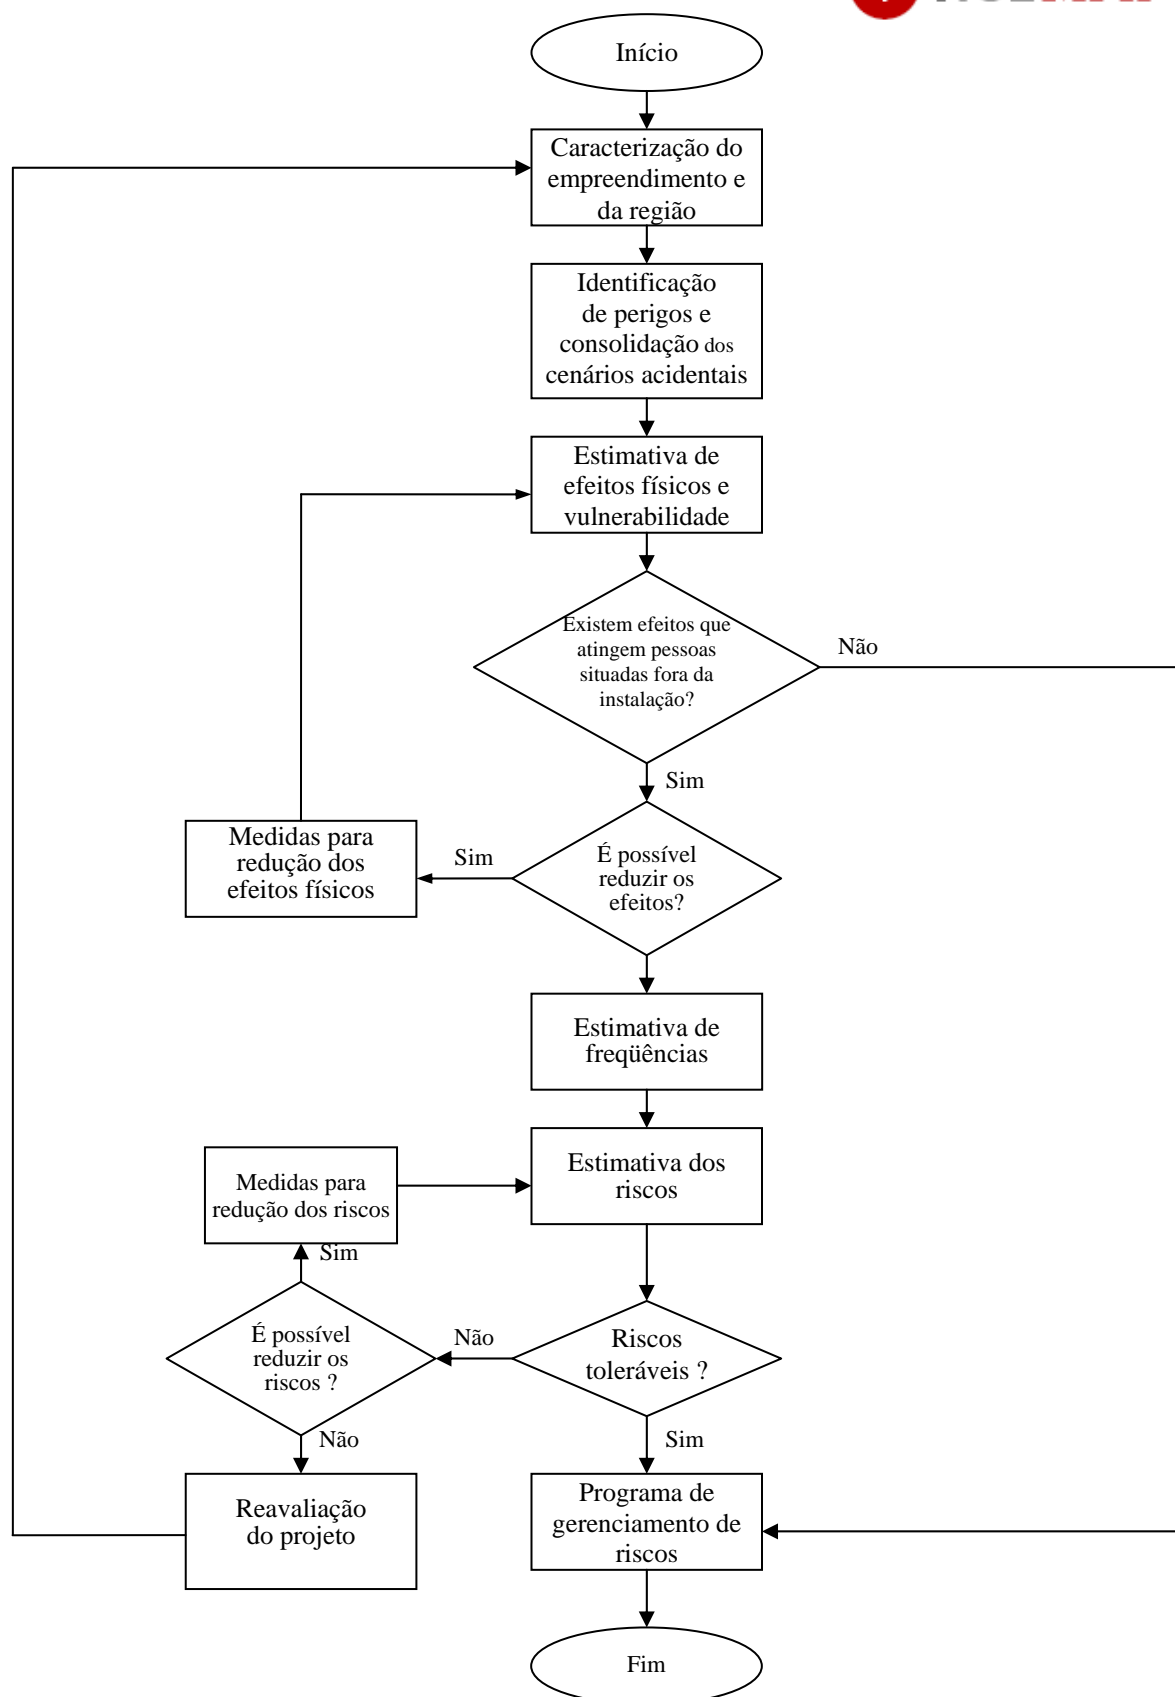 Início
Caracterização do
empreendimento e
da região
Identificação
de perigos e
consolidação dos
cenários acidentais
Estimativa de
efeitos físicos e
vulnerabilidade
Existem efeitos que
atingem pessoas
situadas fora da
instalação?
Não
Sim
Medidas para
redução dos
efeitos físicos
Sim
É possível
reduzir os
efeitos?
Estimativa de
freqüências
Estimativa dos
riscos
Medidas para
redução dos riscos
Sim
É possível
reduzir os
riscos ?
Não
Riscos
toleráveis ?
Não
Sim
Reavaliação
do projeto
Programa de
gerenciamento de
riscos
Fim